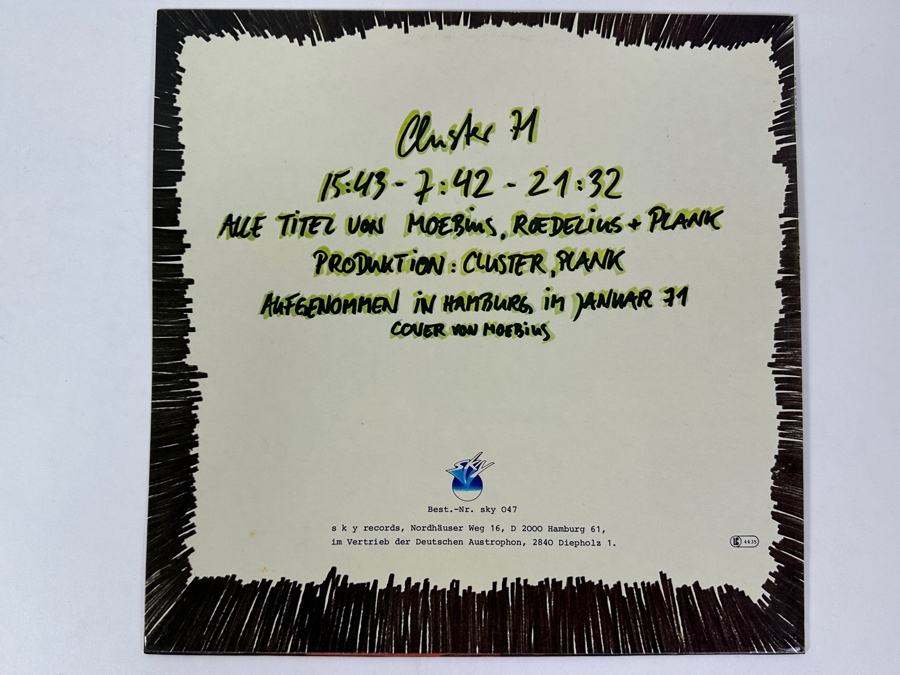 Cluster 71
15:43 - 7:42 - 21:32
ALLE TITEL VON MOEBIUS, ROEDELIUS + PLANK
PRODUKTION: CLUSTER, PLANK
AUFGENOMMEN IN HAMBURG, im JANUAR 71
COVER VON MOEBIUS
sky
Best.-Nr. sky 047
s k y records, Nordhäuser Weg 16, D 2000 Hamburg 61,
im Vertrieb der Deutschen Austrophon, 2840 Diepholz 1.
LC 4435